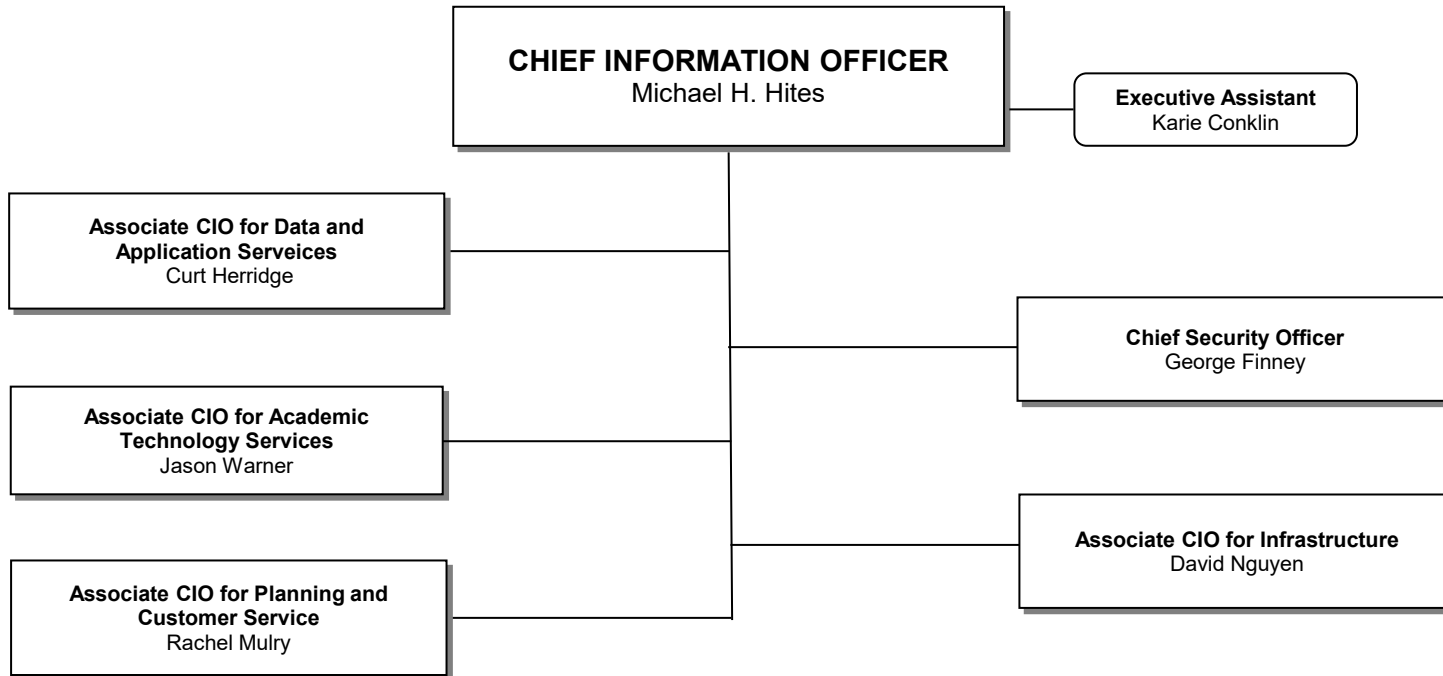 CHIEF INFORMATION OFFICER
Michael H. Hites
Executive Assistant
Karie Conklin
Associate CIO for Data and
Application Serveices
Curt Herridge
Chief Security Officer
George Finney
Associate CIO for Academic
Technology Services
Jason Warner
Associate CIO for Infrastructure
David Nguyen
Associate CIO for Planning and
Customer Service
Rachel Mulry